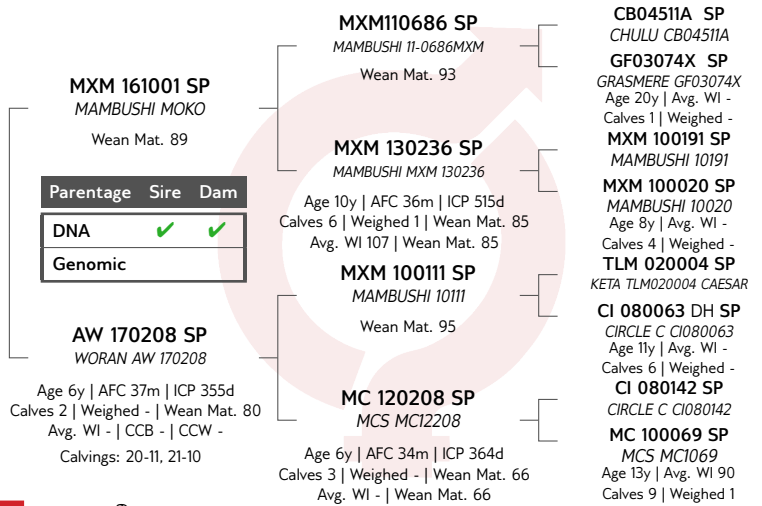 MXM 161001 SP
MAMBUSHI MOKO
Wean Mat. 89
Parentage Sire Dam
DNA ✔ ✔
Genomic
AW 170208 SP
WORAN AW 170208
Age 6y | AFC 37m | ICP 355d
Calves 2 | Weighed - | Wean Mat. 80
Avg. WI - | CCB - | CCW -
Calvings: 20-11, 21-10
MXM110686 SP
MAMBUSHI 11-0686MXM
Wean Mat. 93
MXM 130236 SP
MAMBUSHI MXM 130236
Age 10y | AFC 36m | ICP 515d
Calves 6 | Weighed 1 | Wean Mat. 85
Avg. WI 107 | Wean Mat. 85
MXM 100111 SP
MAMBUSHI 10111
Wean Mat. 95
MC 120208 SP
MCS MC12208
Age 6y | AFC 34m | ICP 364d
Calves 3 | Weighed - | Wean Mat. 66
Avg. WI - | Wean Mat. 66
CB04511A SP
CHULU CB04511A
GF03074X SP
GRASMERE GF03074X
Age 20y | Avg. WI -
Calves 1 | Weighed -
MXM 100191 SP
MAMBUSHI 10191
MXM 100020 SP
MAMBUSHI 10020
Age 8y | Avg. WI -
Calves 4 | Weighed -
TLM 020004 SP
KETA TLM020004 CAESAR
CI 080063 DH SP
CIRCLE C CI080063
Age 11y | Avg. WI -
Calves 6 | Weighed -
CI 080142 SP
CIRCLE C CI080142
MC 100069 SP
MCS MC1069
Age 13y | Avg. WI 90
Calves 9 | Weighed 1